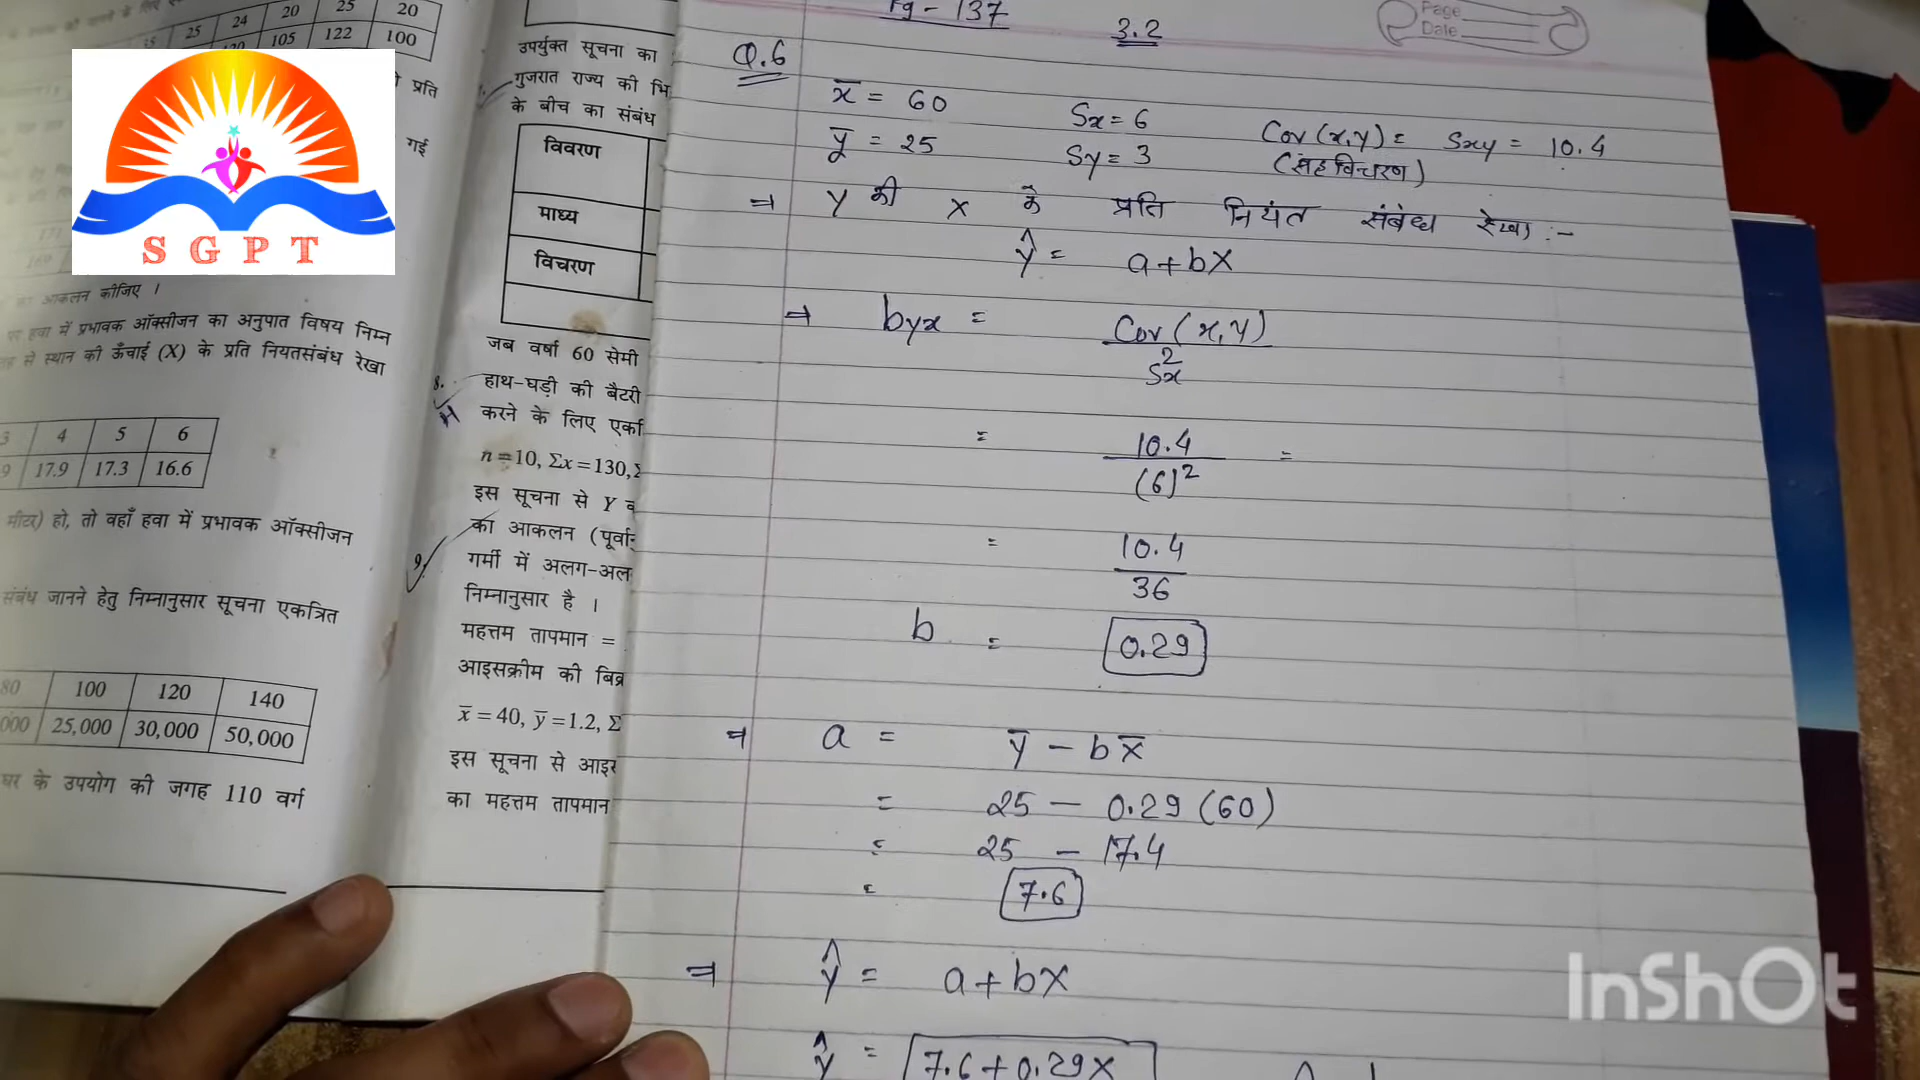 20 25 20
25 24
105 122 100
प्रति
गई
SGPT
का आकलन कीजिए ।
हवा में प्रभावक ऑक्सीजन का अनुपात विषय निम्न
से स्थान की ऊँचाई (X) के प्रति नियतसंबंध रेखा
3 4 5 6
9 17.9 17.3 16.6
मीटर) हो, तो वहाँ हवा में प्रभावक ऑक्सीजन
संबंध जानने हेतु निम्नानुसार सूचना एकत्रित
80 100 120 140
000 25,000 30,000 50,000
घर के उपयोग की जगह 110 वर्ग
उपर्युक्त सूचना का
गुजरात राज्य की भि
के बीच का संबंध
विवरण
माध्य
विचरण
जब वर्षा 60 सेमी
8. हाथ-घड़ी की बैटरी
करने के लिए एका
n=10, Σx=130, Σ
इस सूचना से Y व
का आकलन (पूर्वा
9. गर्मी में अलग-अल
निम्नानुसार है ।
महत्तम तापमान =
आइसक्रीम की बिक्र
x̄ = 40, ȳ = 1.2, Σ
इस सूचना से आइस
का महत्तम तापमान
Pg - 137
3.2
Page
Date
Q.6
x̄ = 60 Sx = 6 Cov (x,y) = Sxy = 10.4
ȳ = 25 Sy = 3 (सहविचरण)
⇒ Y की X के प्रति नियंत संबंध रेखा :-
Ŷ = a+bX
⇒ byx = Cov (x,y) / Sx²
= 10.4 / (6)² =
= 10.4 / 36
b = 0.29
⇒ a = ȳ - bx̄
= 25 - 0.29 (60)
= 25 - 17.4
= 7.6
⇒ Ŷ = a+bX
Ŷ = 7.6+0.29X
InShOt